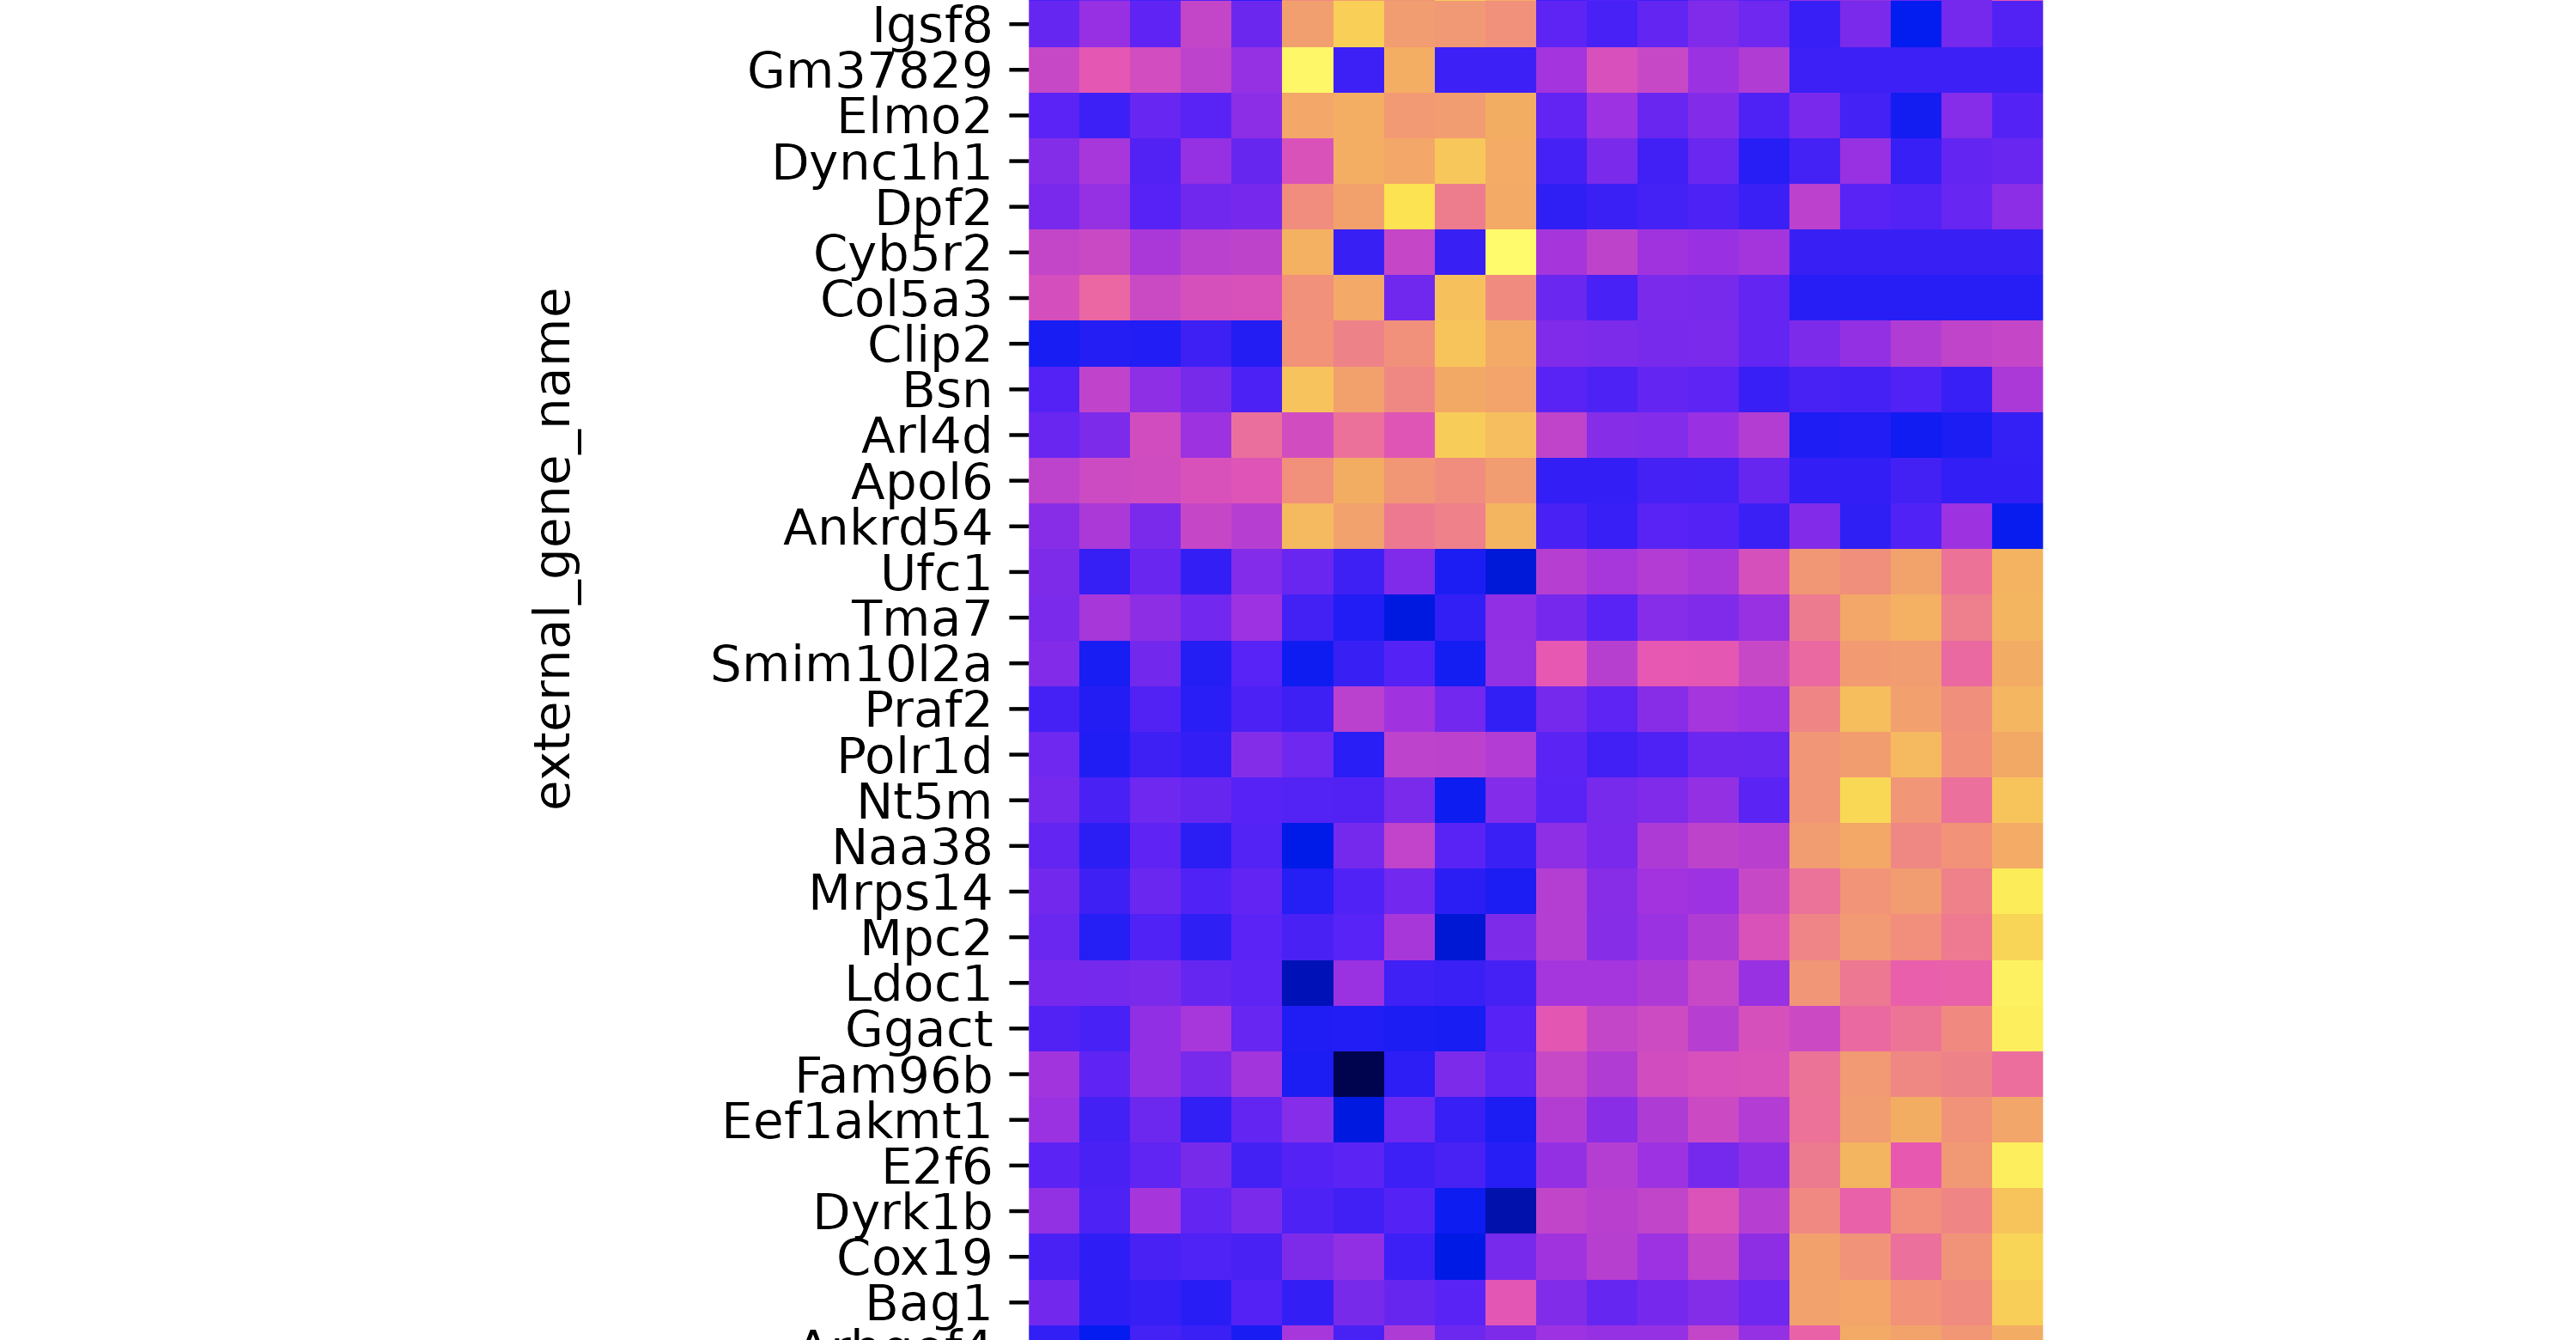 external_gene_name
Igsf8
Gm37829
Elmo2
Dync1h1
Dpf2
Cyb5r2
Col5a3
Clip2
Bsn
Arl4d
Apol6
Ankrd54
Ufc1
Tma7
Smim10l2a
Praf2
Polr1d
Nt5m
Naa38
Mrps14
Mpc2
Ldoc1
Ggact
Fam96b
Eef1akmt1
E2f6
Dyrk1b
Cox19
Bag1